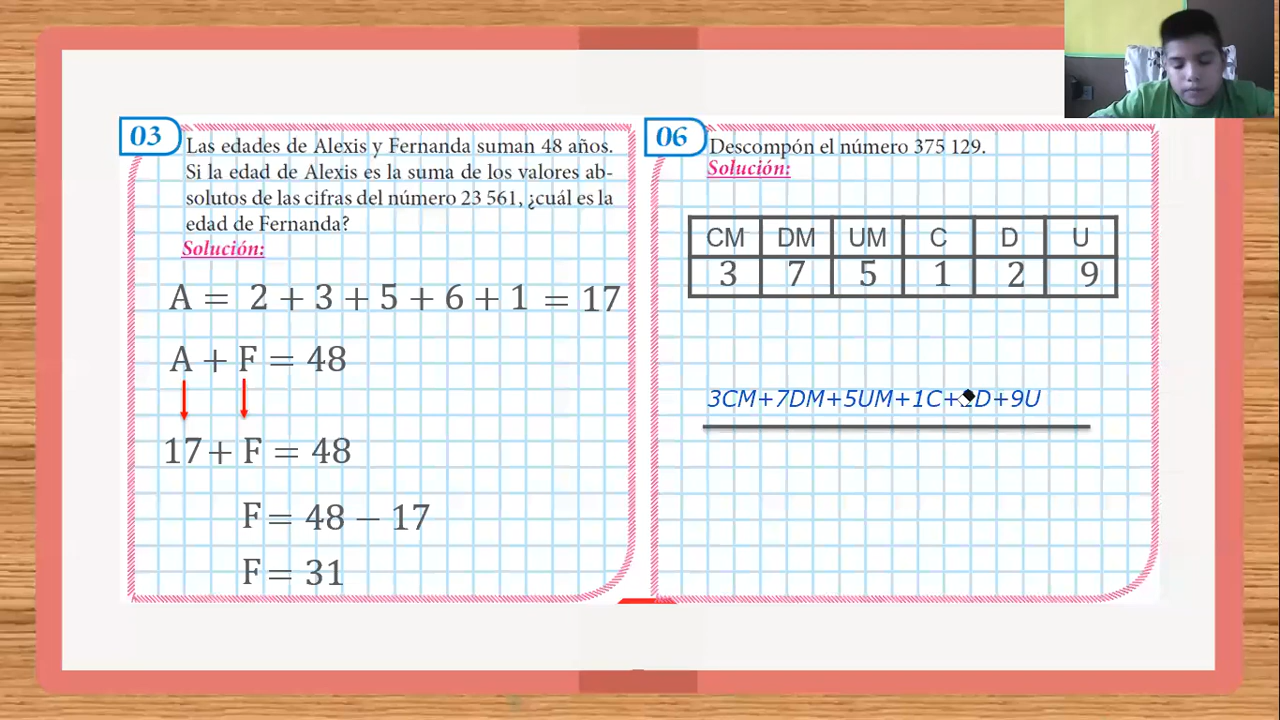 03
Las edades de Alexis y Fernanda suman 48 años.
Si la edad de Alexis es la suma de los valores ab-
solutos de las cifras del número 23 561, ¿cuál es la
edad de Fernanda?
Solución:
A = 2 + 3 + 5 + 6 + 1 = 17
A + F = 48
17 + F = 48
F = 48 − 17
F = 31
06
Descompón el número 375 129.
Solución:
CM DM UM C D U
3 7 5 1 2 9
3CM+7DM+5UM+1C+ D+9U